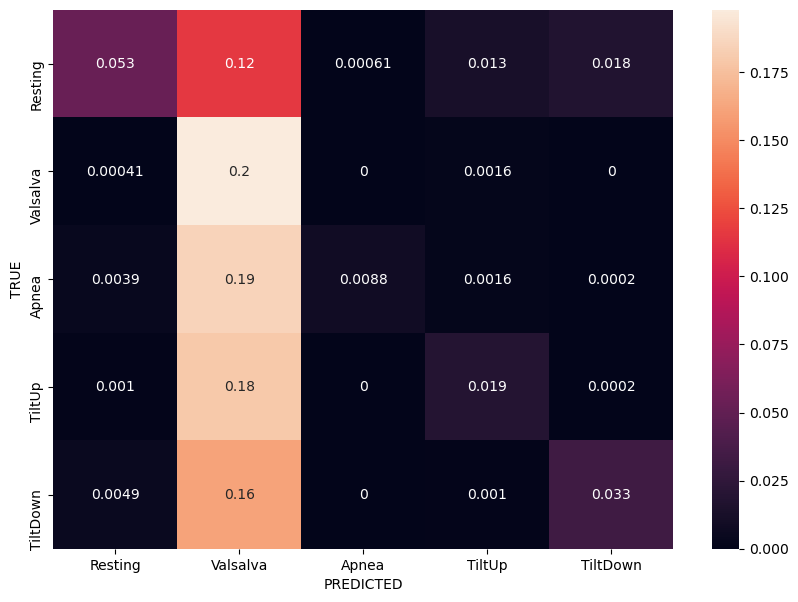 Resting 0.053 0.12 0.00061 0.013 0.018
Valsalva 0.00041 0.2 0 0.0016 0
Apnea 0.0039 0.19 0.0088 0.0016 0.0002
TiltUp 0.001 0.18 0 0.019 0.0002
TiltDown 0.0049 0.16 0 0.001 0.033
TRUE
Resting Valsalva Apnea TiltUp TiltDown
PREDICTED
0.175
0.150
0.125
0.100
0.075
0.050
0.025
0.000